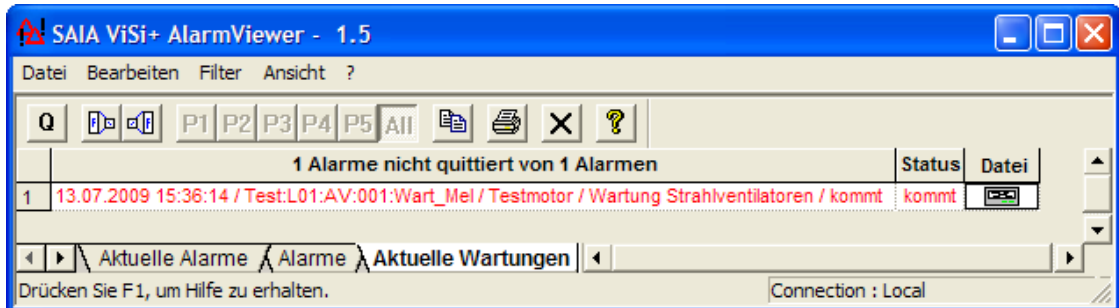 SAIA ViSi+ AlarmViewer - 1.5
Datei Bearbeiten Filter Ansicht ?
Q P1 P2 P3 P4 P5 All ?
1 Alarme nicht quittiert von 1 Alarmen Status Datei
1 13.07.2009 15:36:14 / Test:L01:AV:001:Wart_Mel / Testmotor / Wartung Strahlventilatoren / kommt kommt
Aktuelle Alarme Alarme Aktuelle Wartungen
Drücken Sie F1, um Hilfe zu erhalten. Connection : Local